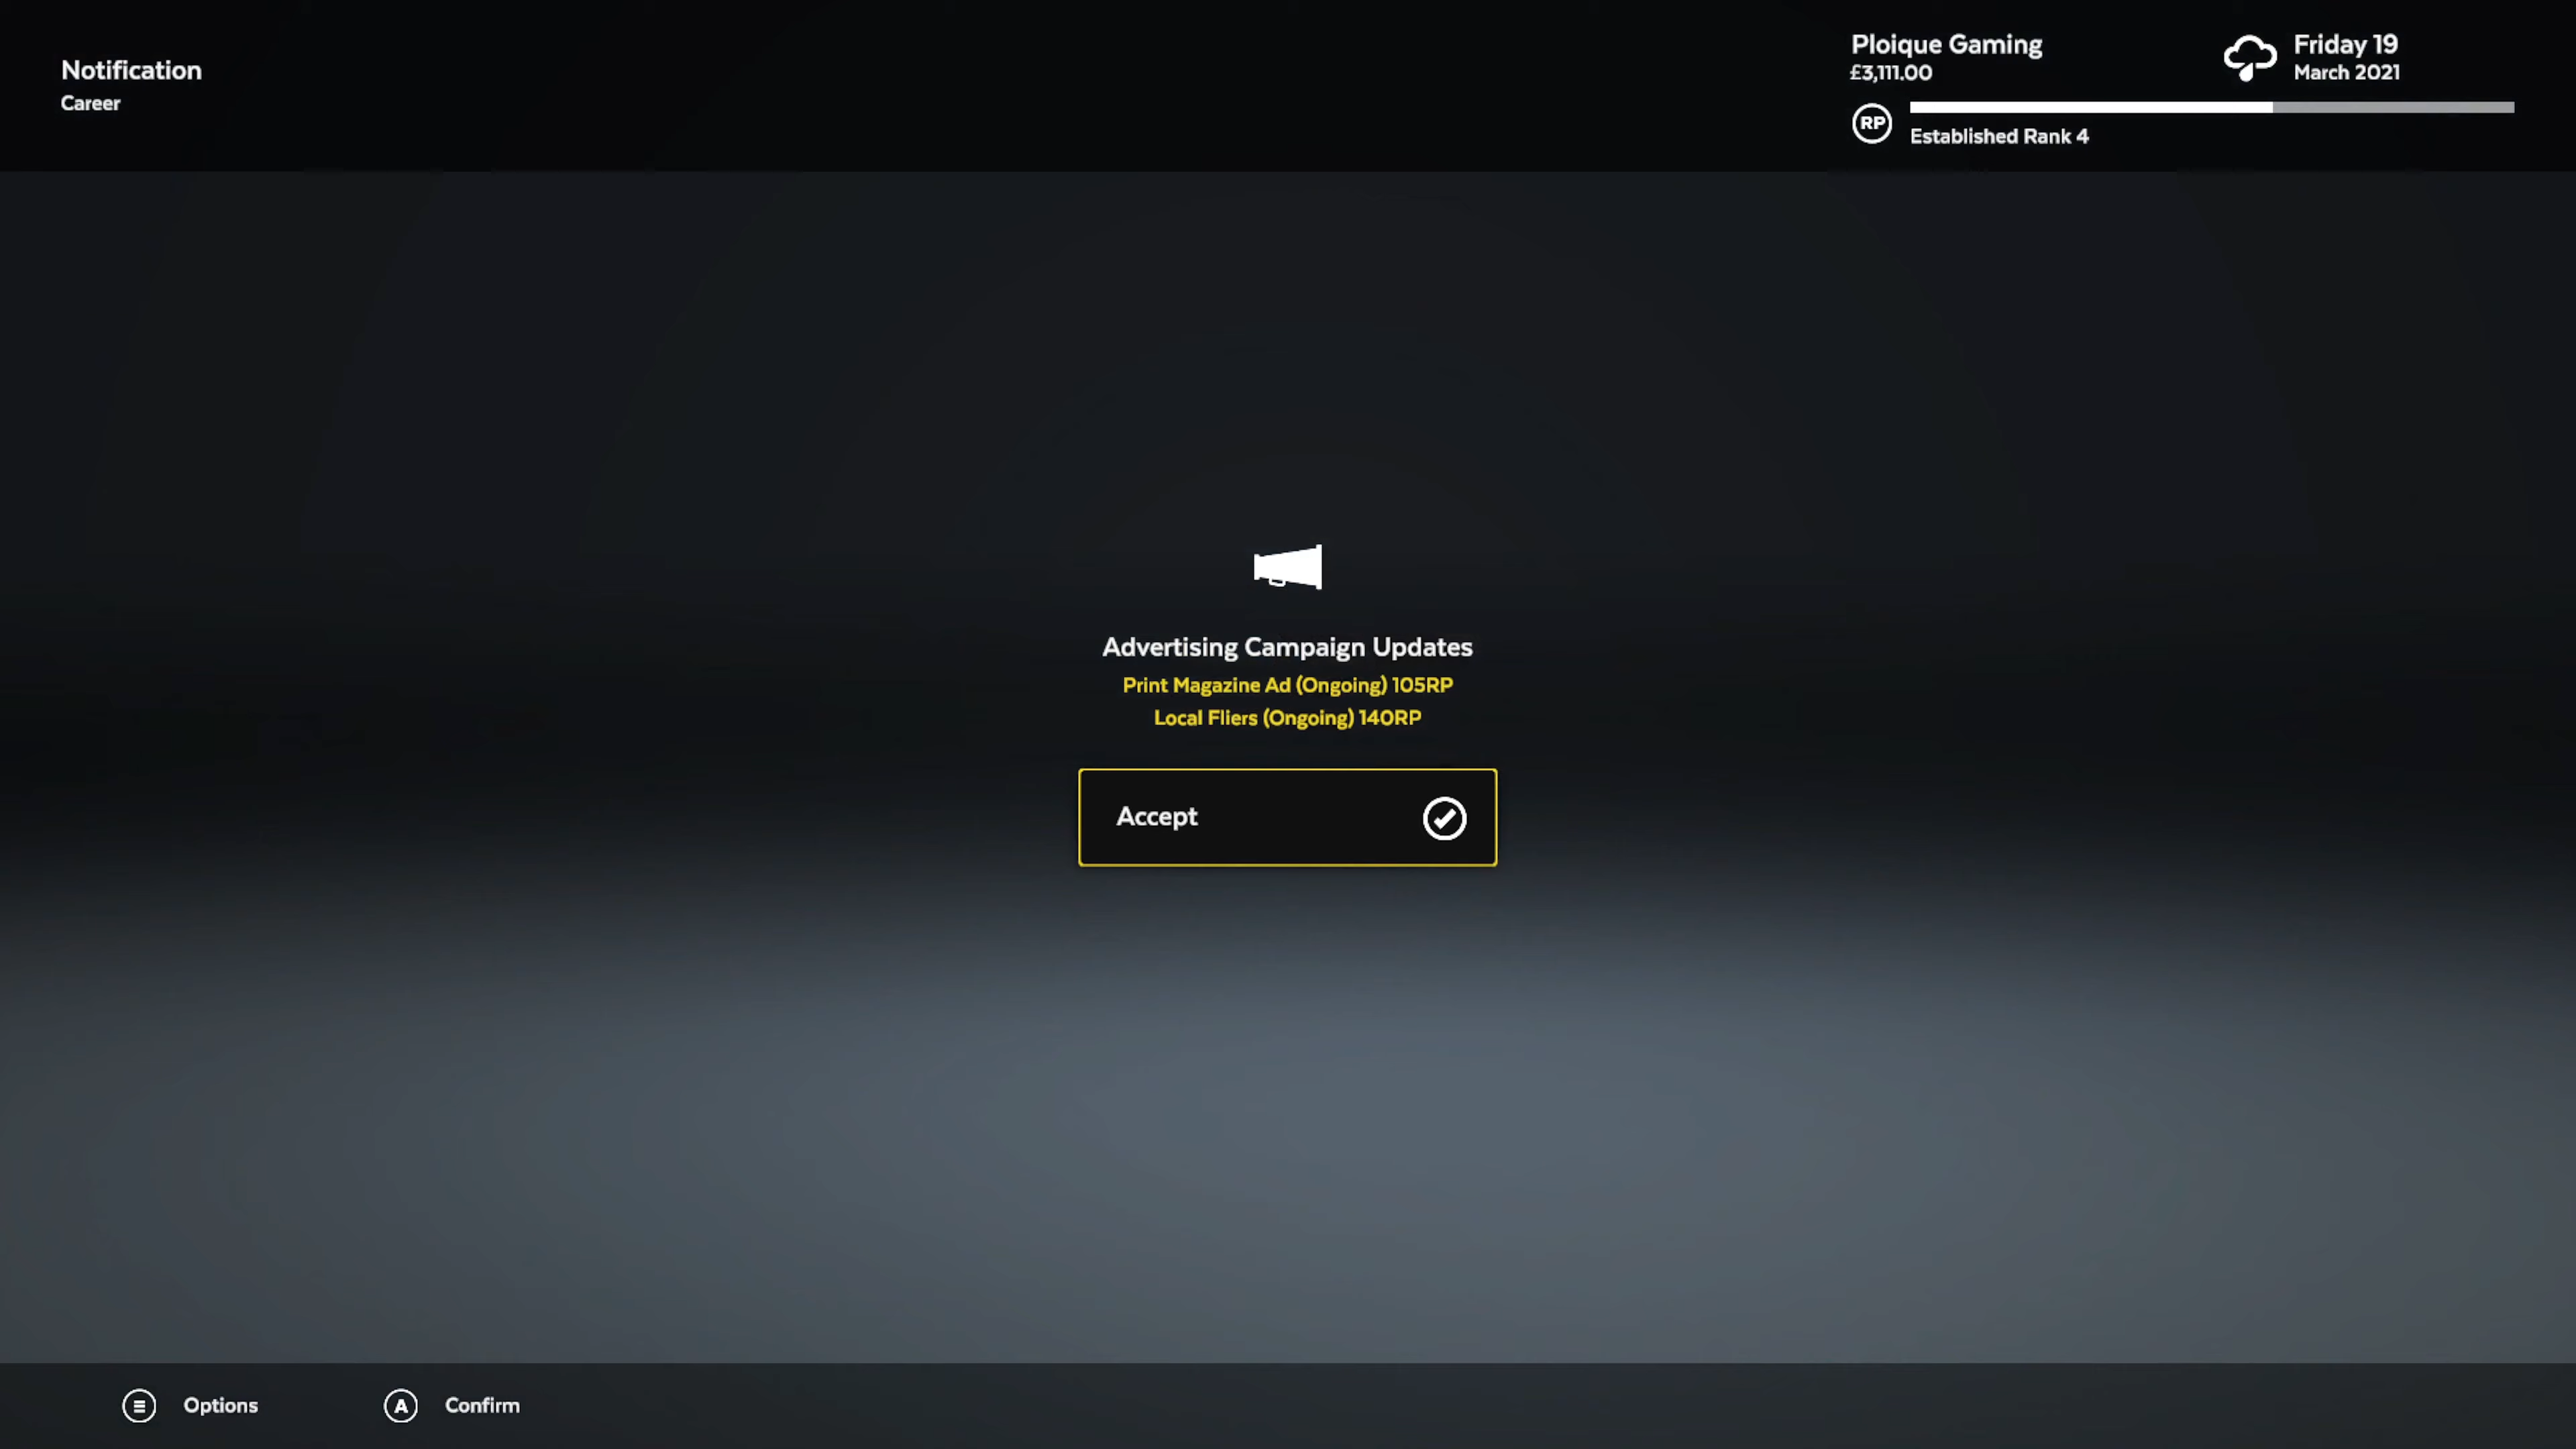 Notification
Career
Ploique Gaming
£3,111.00
Friday 19
March 2021
RP
Established Rank 4
Advertising Campaign Updates
Print Magazine Ad (Ongoing) 105RP
Local Fliers (Ongoing) 140RP
Accept
Options
A
Confirm